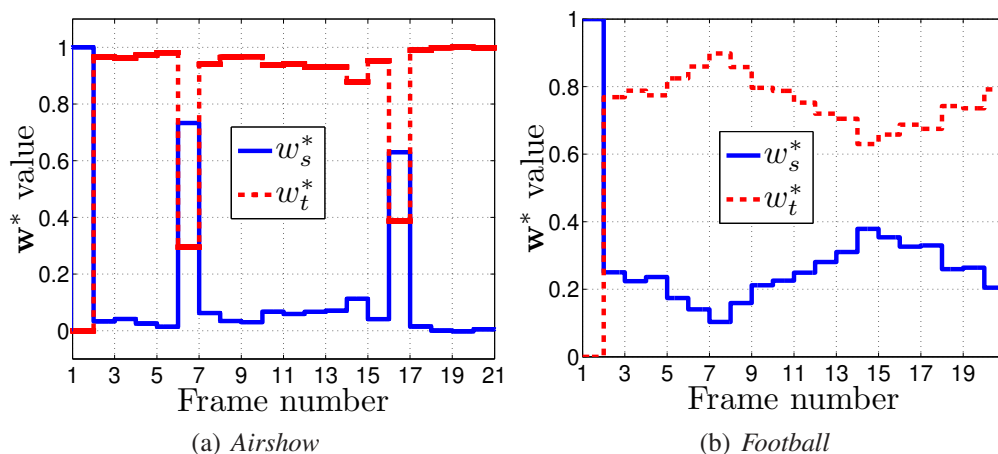 1
0.8
0.6
0.4
0.2
0
w* value
w*_s
w*_t
1 3 5 7 9 11 13 15 17 19 21
Frame number
(a) Airshow
1
0.8
0.6
0.4
0.2
0
w* value
w*_s
w*_t
1 3 5 7 9 11 13 15 17 19
Frame number
(b) Football